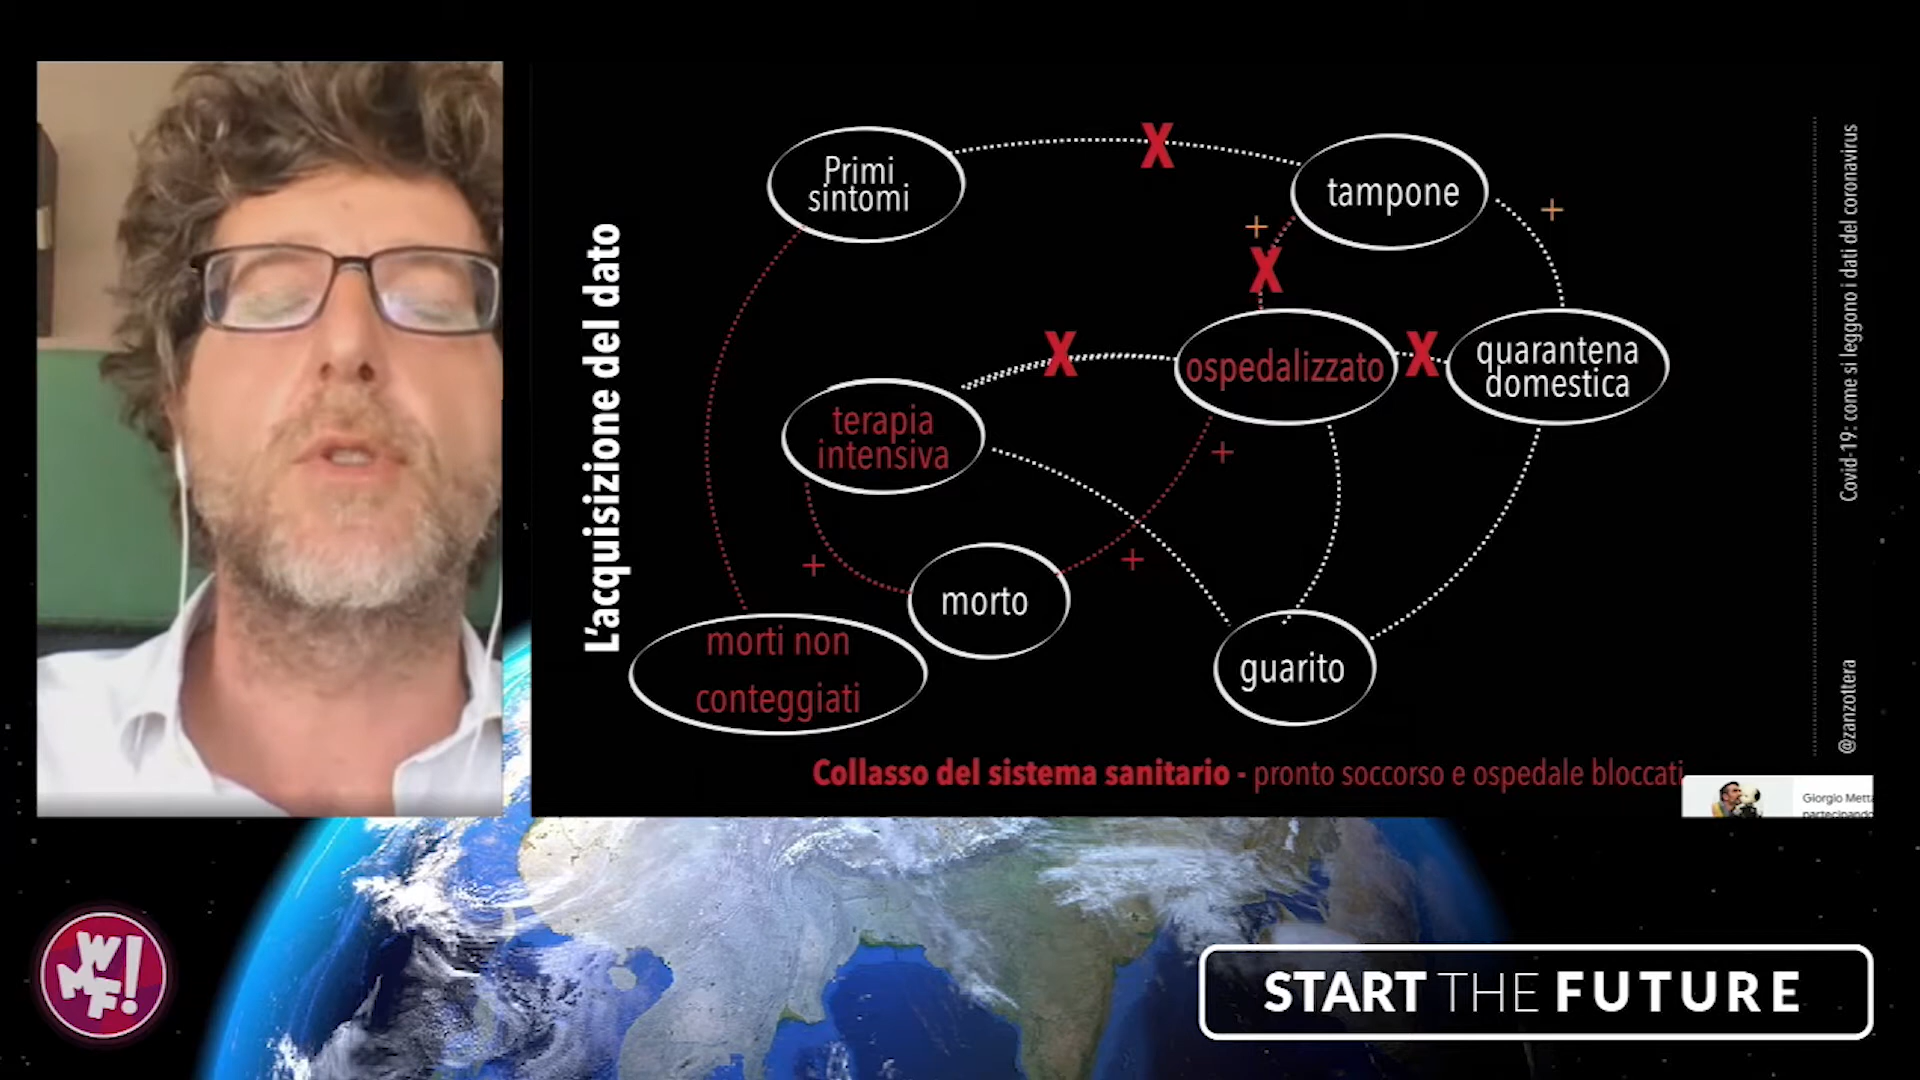 L'acquisizione del dato
Primi
sintomi
X
tampone
+
+
X
X
ospedalizzato
X
quarantena
domestica
terapia
intensiva
+
+
+
morto
morti non
conteggiati
guarito
Collasso del sistema sanitario - pronto soccorso e ospedale bloccati
Covid-19: come si leggono i dati del coronavirus
@zanzottera
Giorgio Metta
partecipando
WMF!
START THE FUTURE